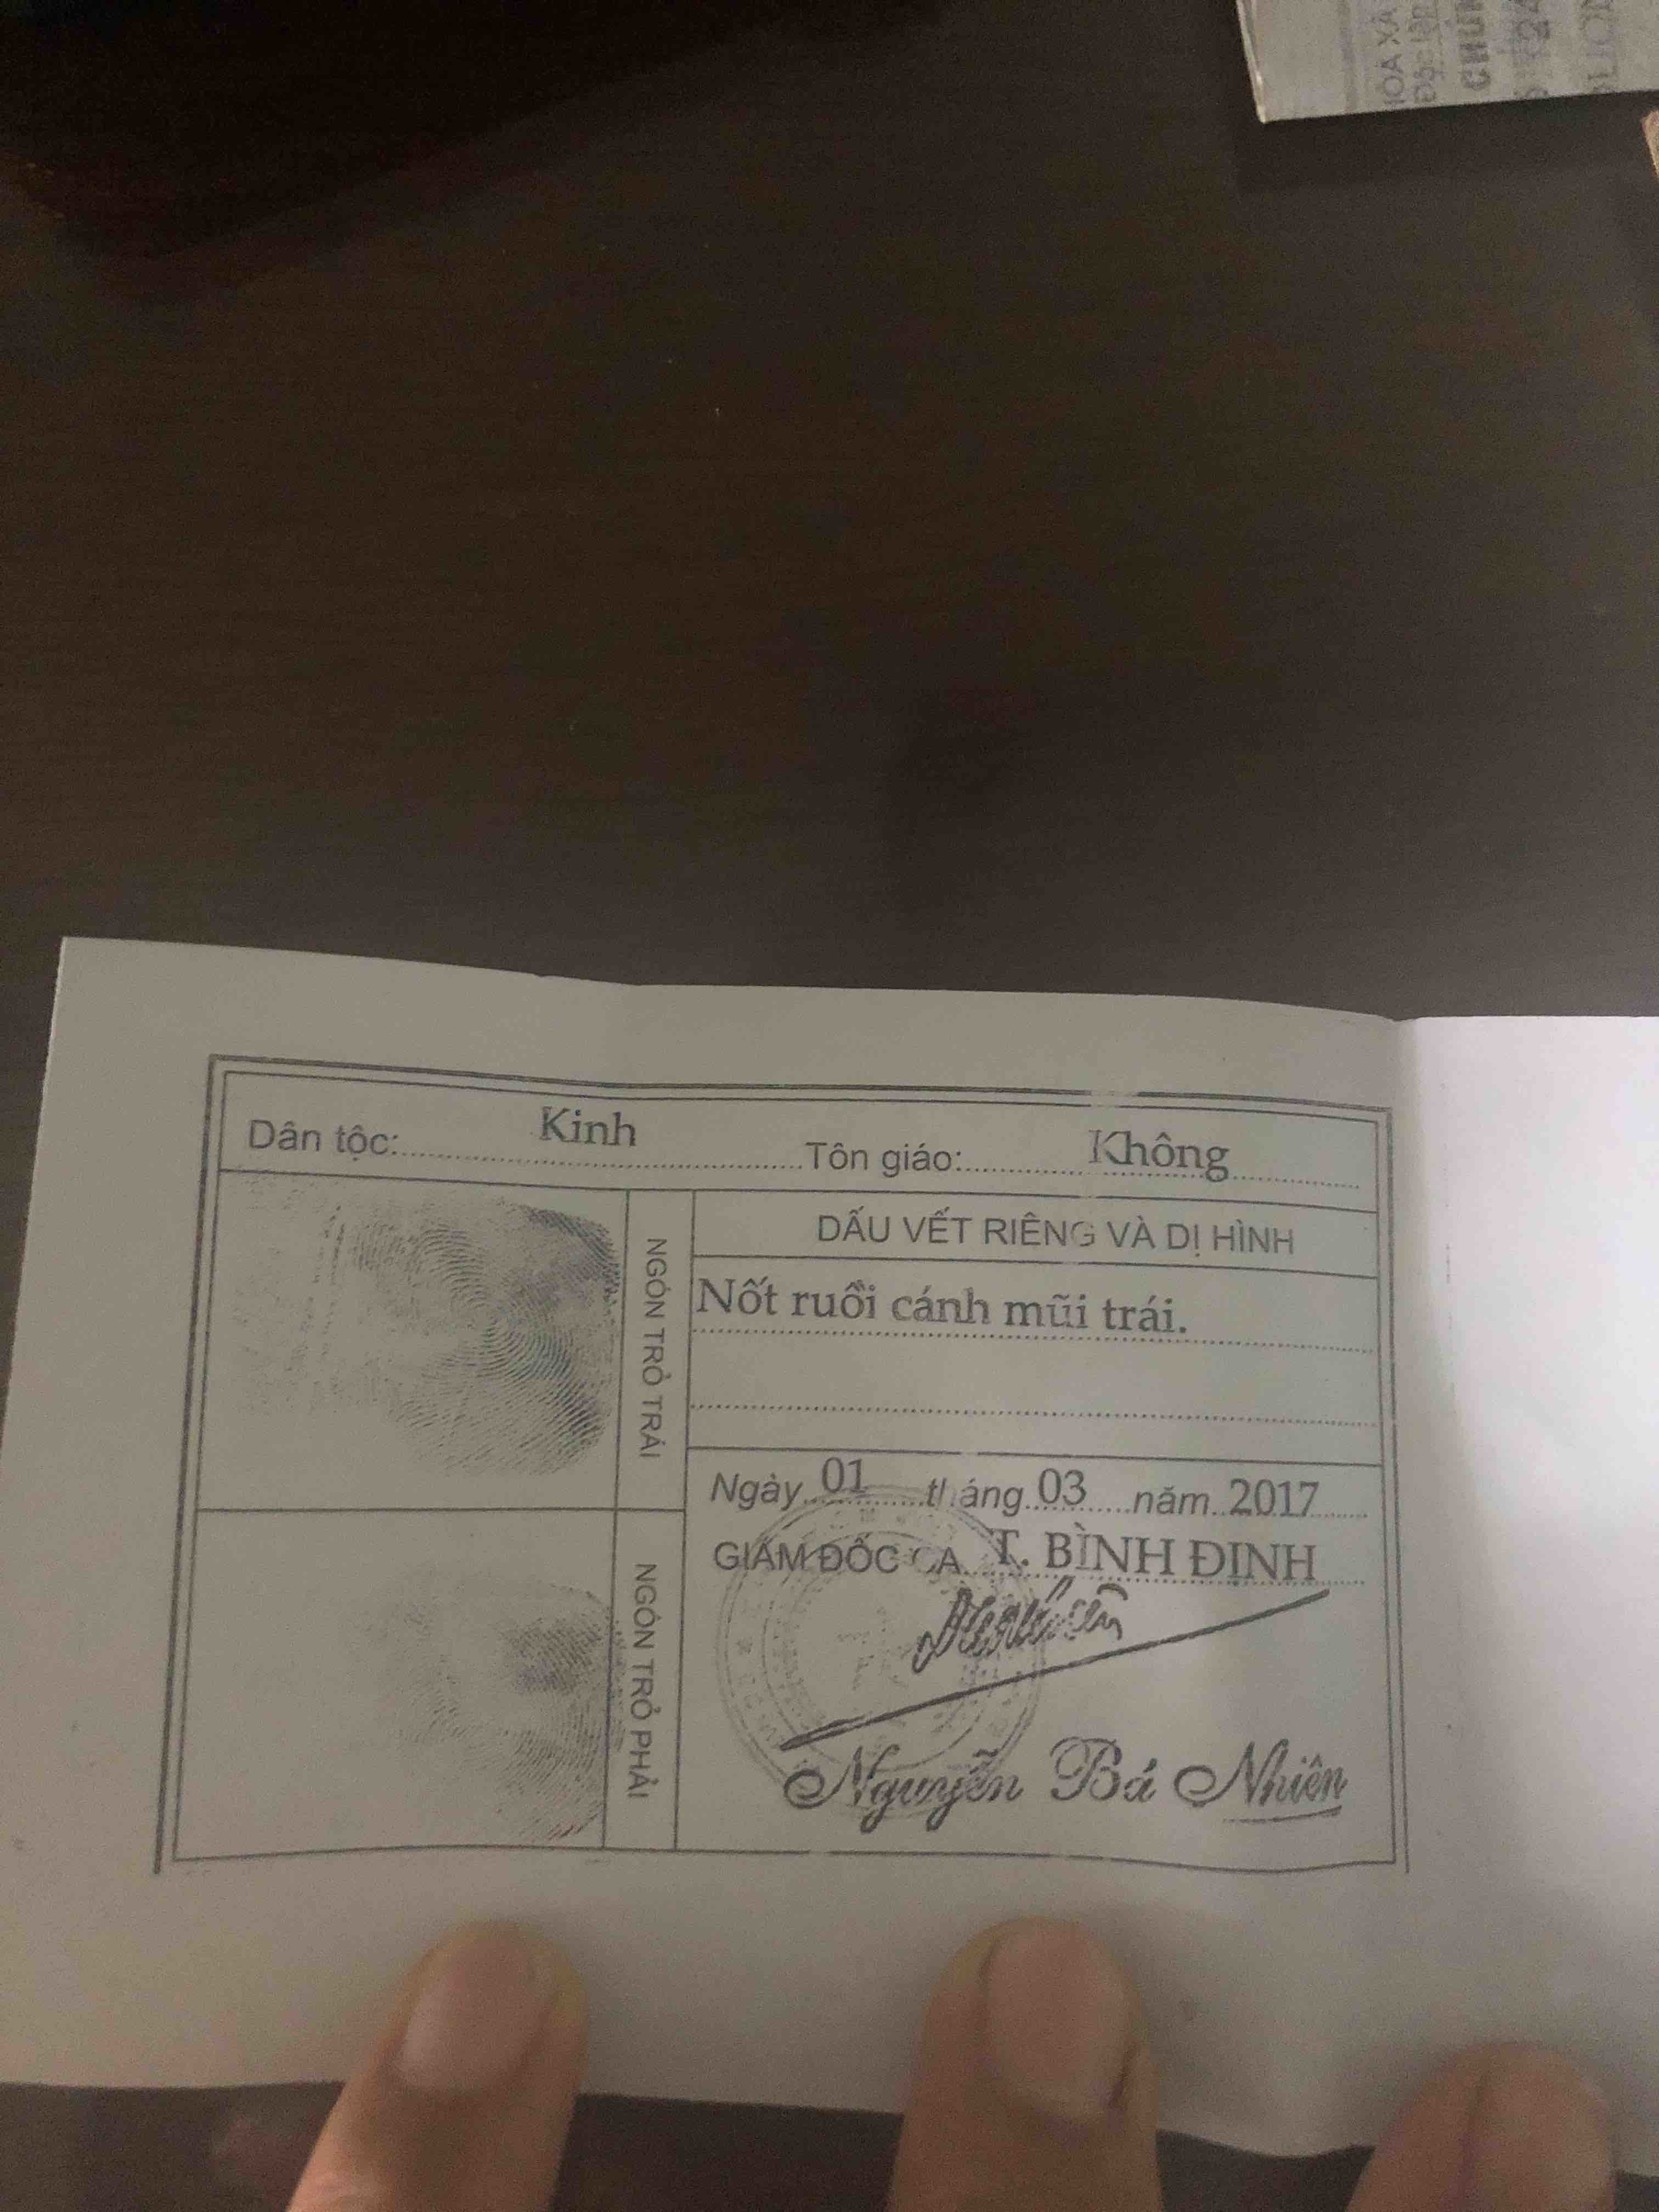 Dân tộc: Kinh Tôn giáo: Không
DẤU VẾT RIÊNG VÀ DỊ HÌNH
Nốt ruồi cánh mũi trái.
NGÓN TRỎ TRÁI
Ngày 01 tháng 03 năm 2017
GIÁM ĐỐC CA T. BÌNH ĐỊNH
NGÓN TRỎ PHẢI
Nguyễn Bá Nhiên